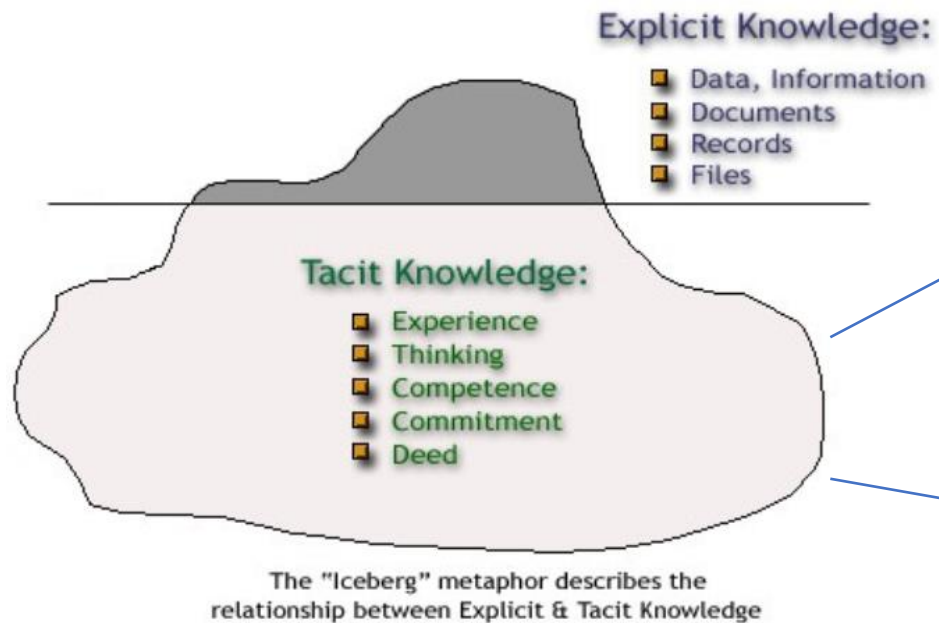 Explicit Knowledge:
Data, Information
Documents
Records
Files
Tacit Knowledge:
Experience
Thinking
Competence
Commitment
Deed
The "Iceberg" metaphor describes the
relationship between Explicit & Tacit Knowledge